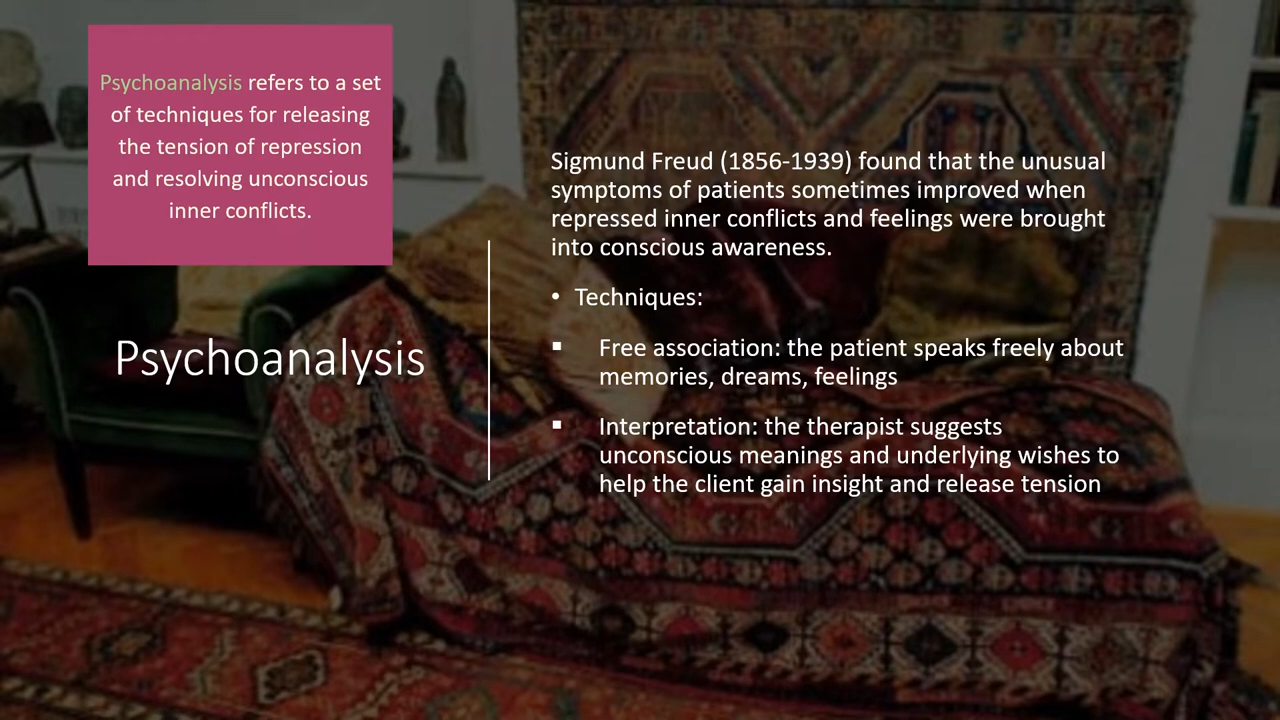 Psychoanalysis refers to a set
of techniques for releasing
the tension of repression
and resolving unconscious
inner conflicts.
Psychoanalysis
Sigmund Freud (1856-1939) found that the unusual
symptoms of patients sometimes improved when
repressed inner conflicts and feelings were brought
into conscious awareness.
• Techniques:
▪ Free association: the patient speaks freely about
memories, dreams, feelings
▪ Interpretation: the therapist suggests
unconscious meanings and underlying wishes to
help the client gain insight and release tension